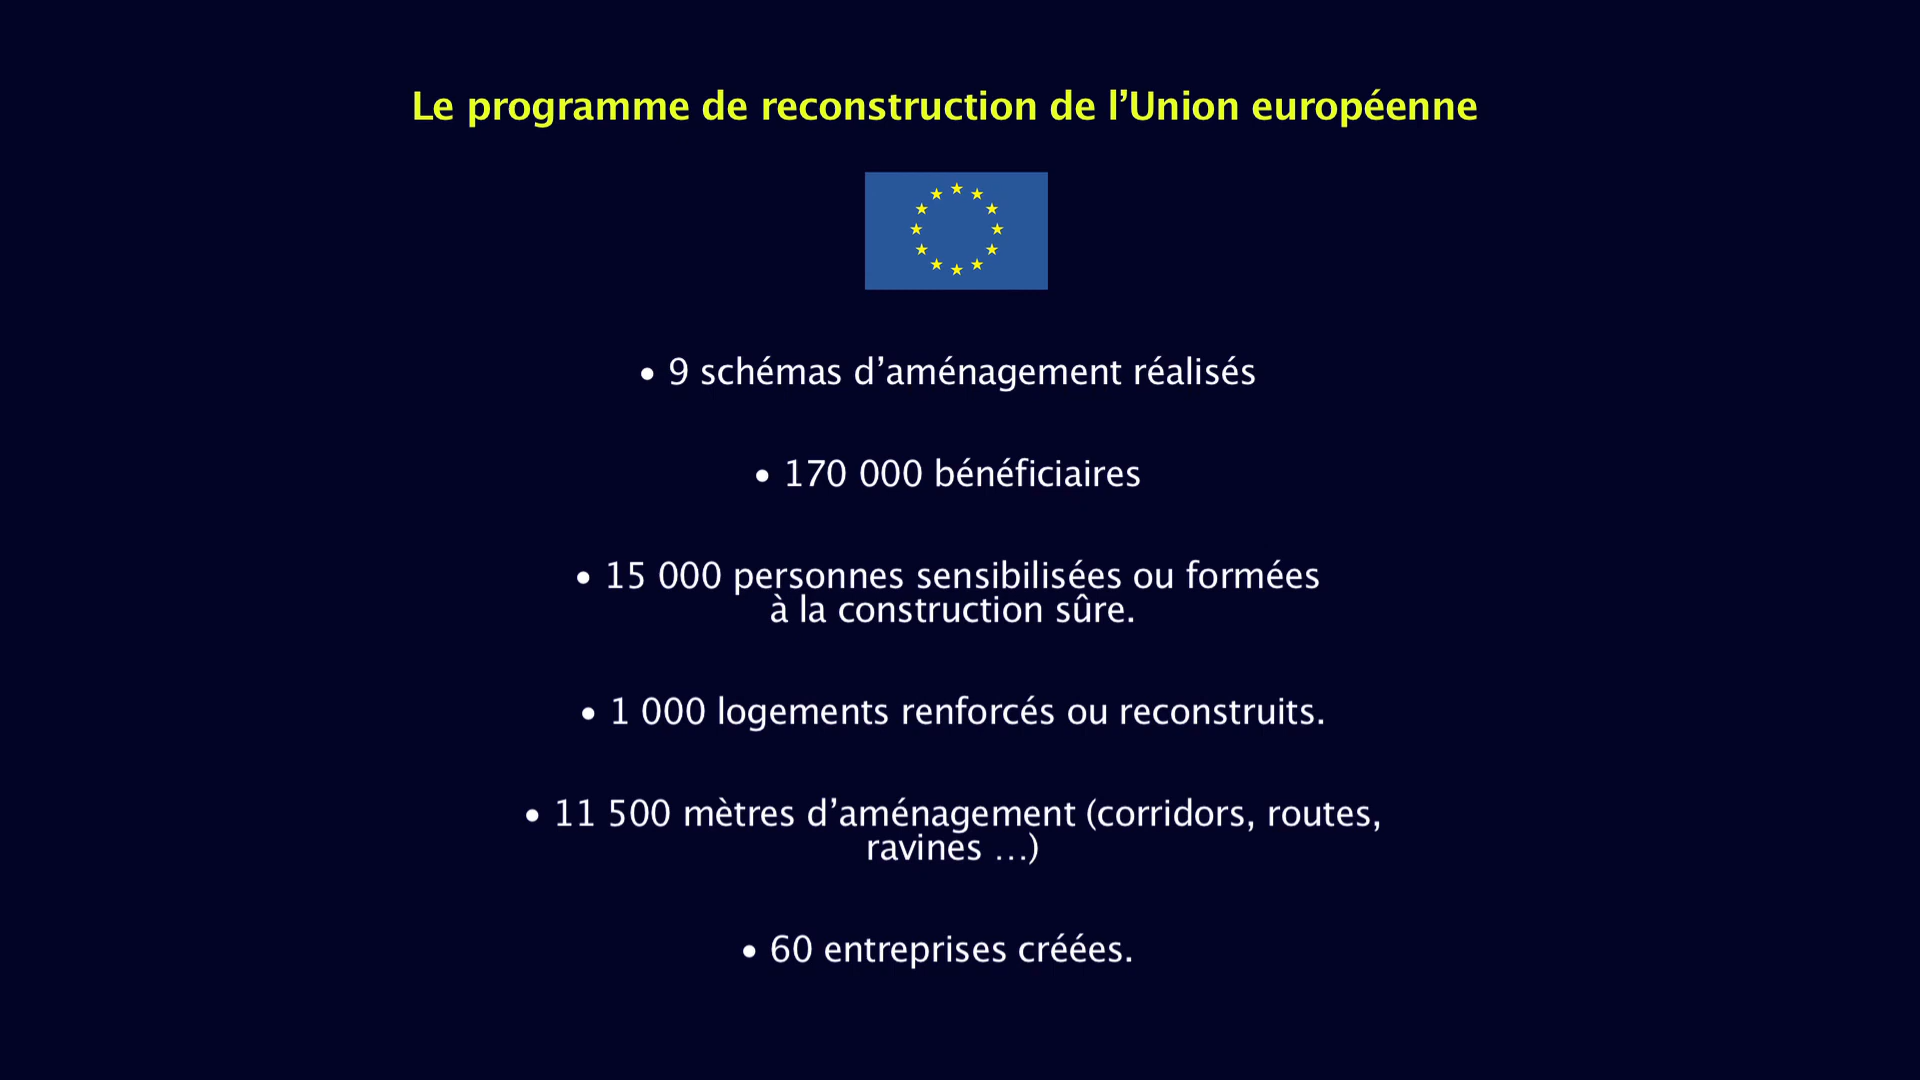 Le programme de reconstruction de l’Union européenne
• 9 schémas d’aménagement réalisés
• 170 000 bénéficiaires
• 15 000 personnes sensibilisées ou formées
à la construction sûre.
• 1 000 logements renforcés ou reconstruits.
• 11 500 mètres d’aménagement (corridors, routes,
ravines …)
• 60 entreprises créées.